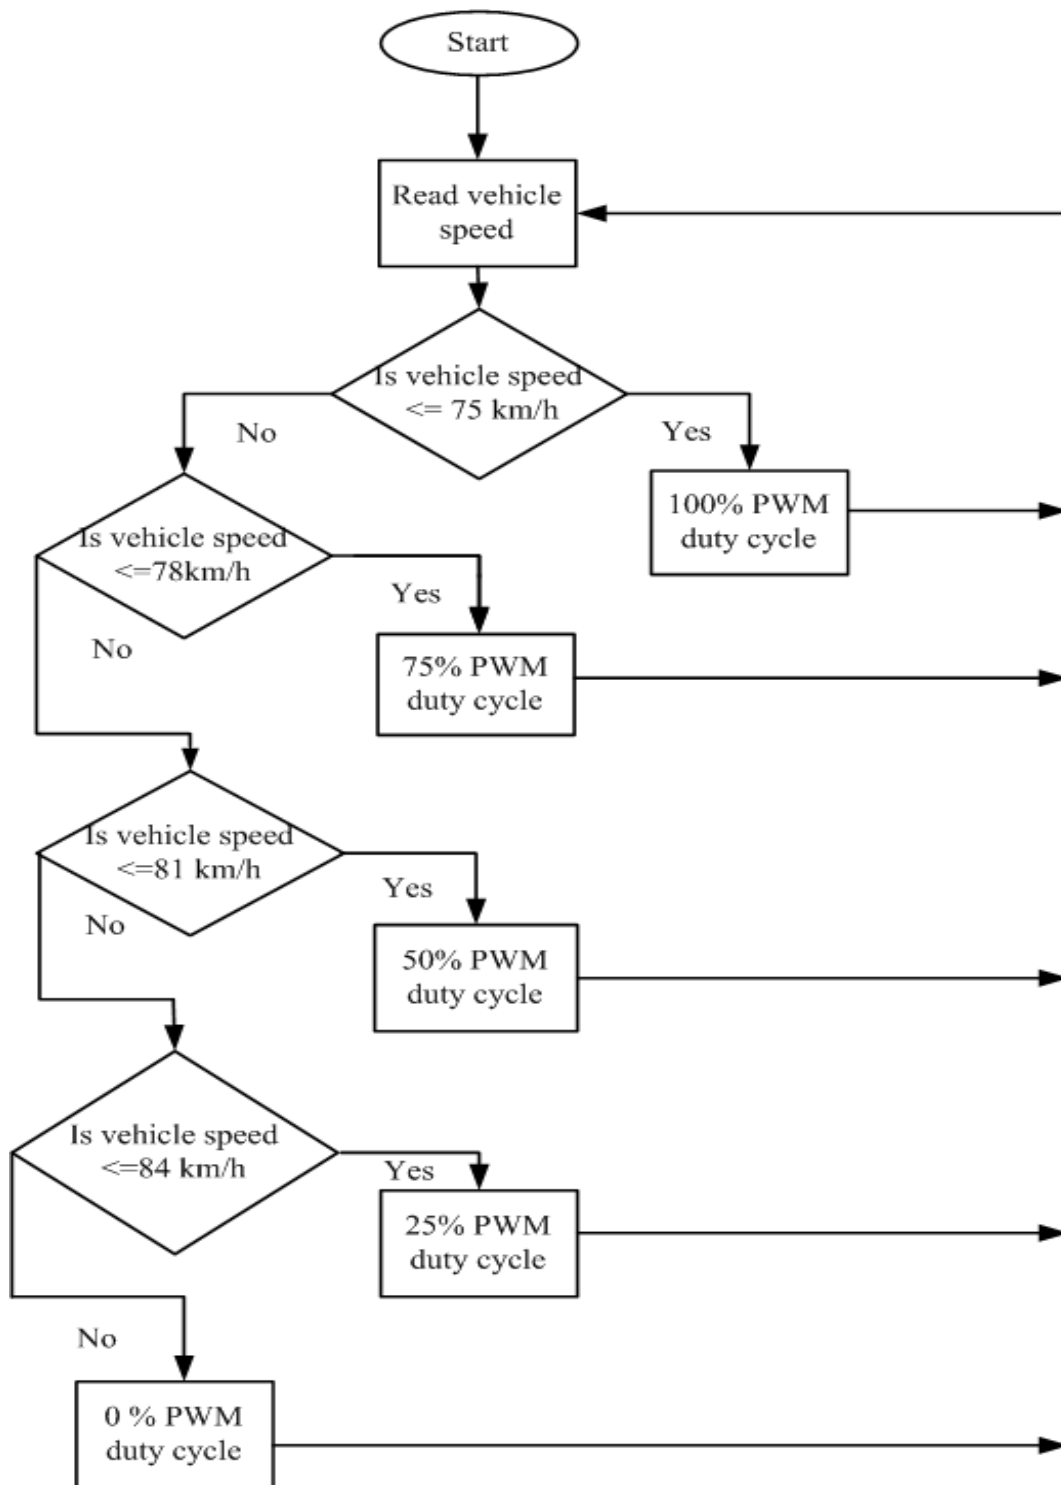 Start
Read vehicle
speed
Is vehicle speed
<= 75 km/h
No
Yes
100% PWM
duty cycle
Is vehicle speed
<=78km/h
Yes
No
75% PWM
duty cycle
Is vehicle speed
<=81 km/h
Yes
No
50% PWM
duty cycle
Is vehicle speed
<=84 km/h
Yes
25% PWM
duty cycle
No
0 % PWM
duty cycle